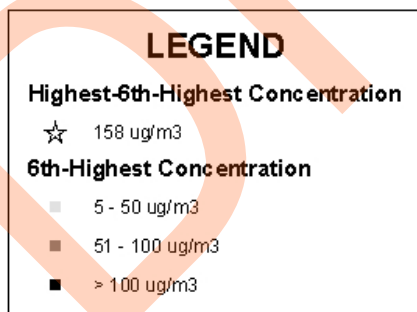 LEGEND
Highest-6th-Highest Concentration
158 ug/m3
6th-Highest Concentration
5 - 50 ug/m3
51 - 100 ug/m3
> 100 ug/m3